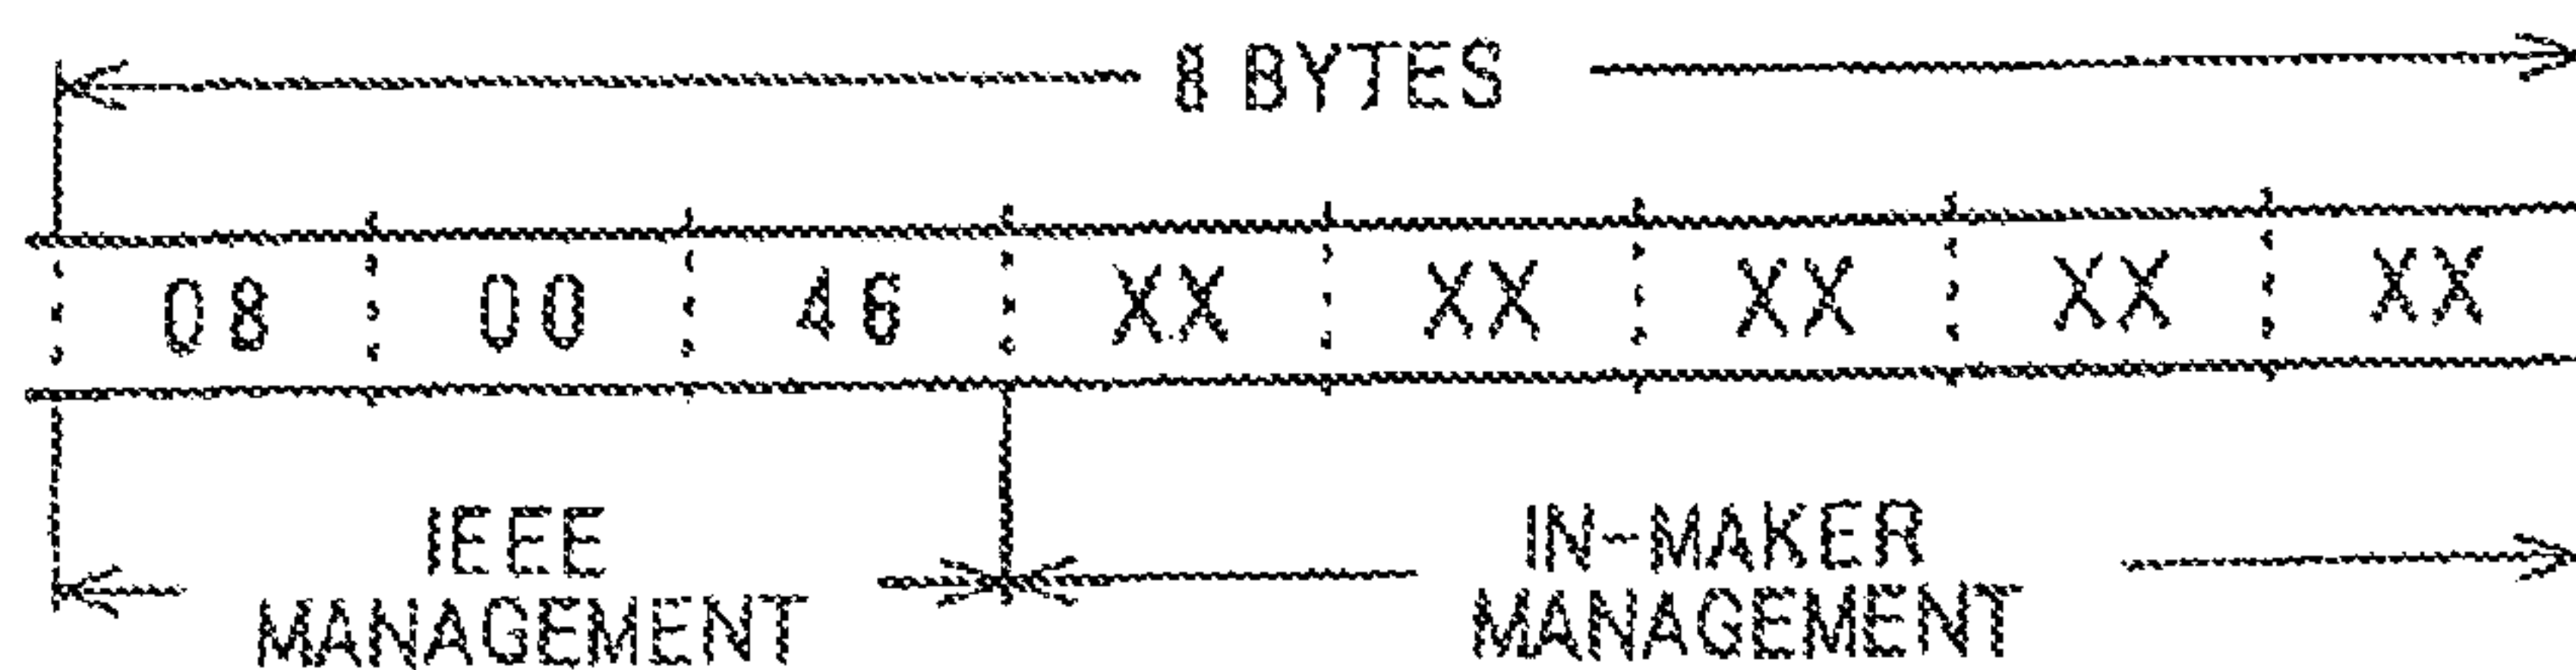 8 BYTES
08 00 46 XX XX XX XX XX
IEEE
MANAGEMENT
IN-MAKER
MANAGEMENT